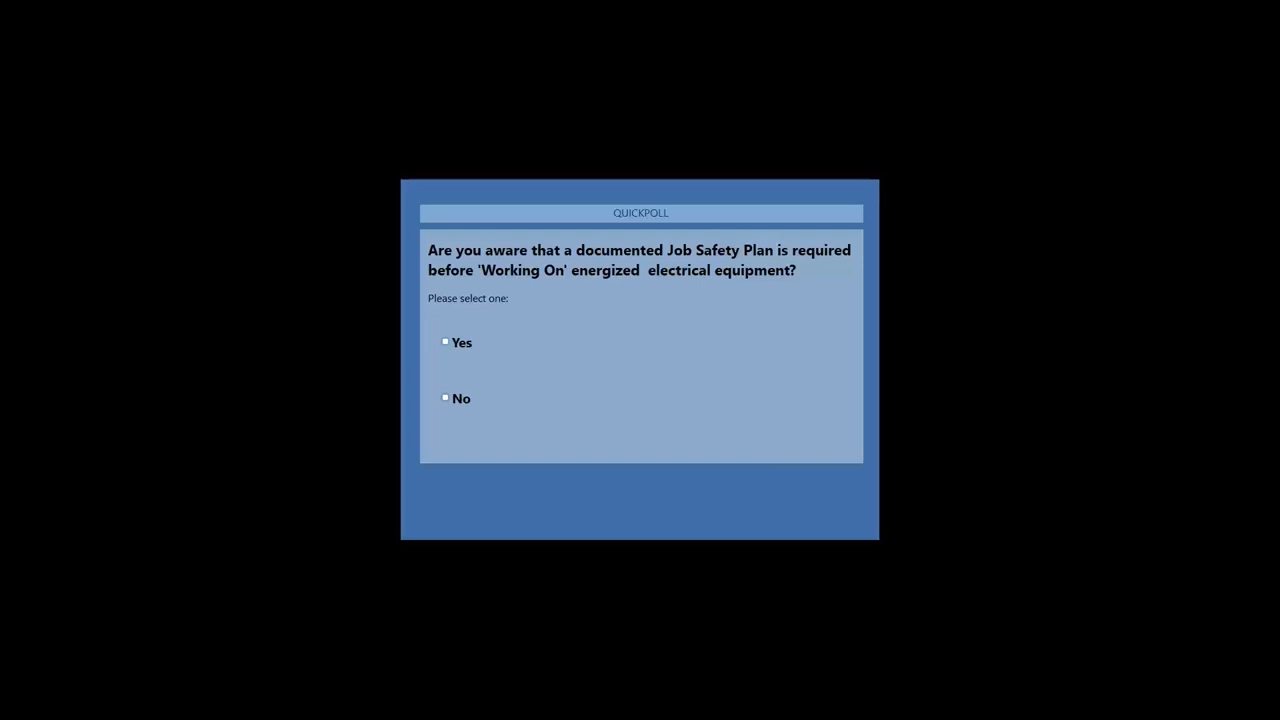 QUICKPOLL
Are you aware that a documented Job Safety Plan is required
before 'Working On' energized  electrical equipment?
Please select one:
Yes
No